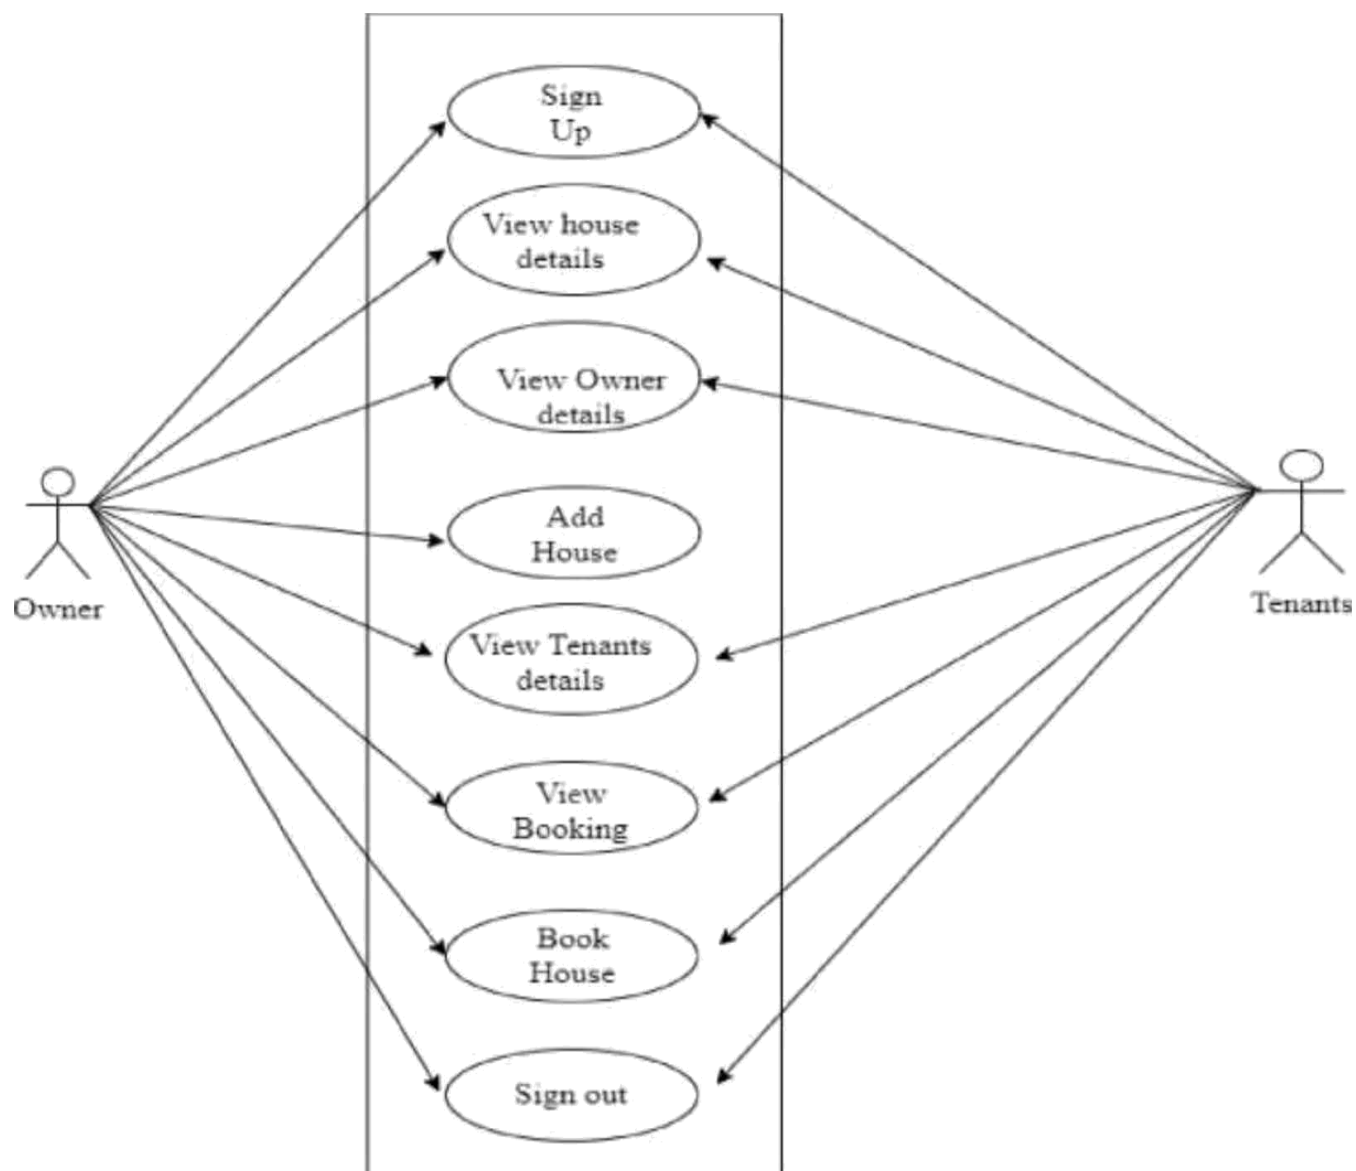 Sign
Up
View house
details
View Owner
details
Add
House
Owner
Tenants
View Tenants
details
View
Booking
Book
House
Sign out